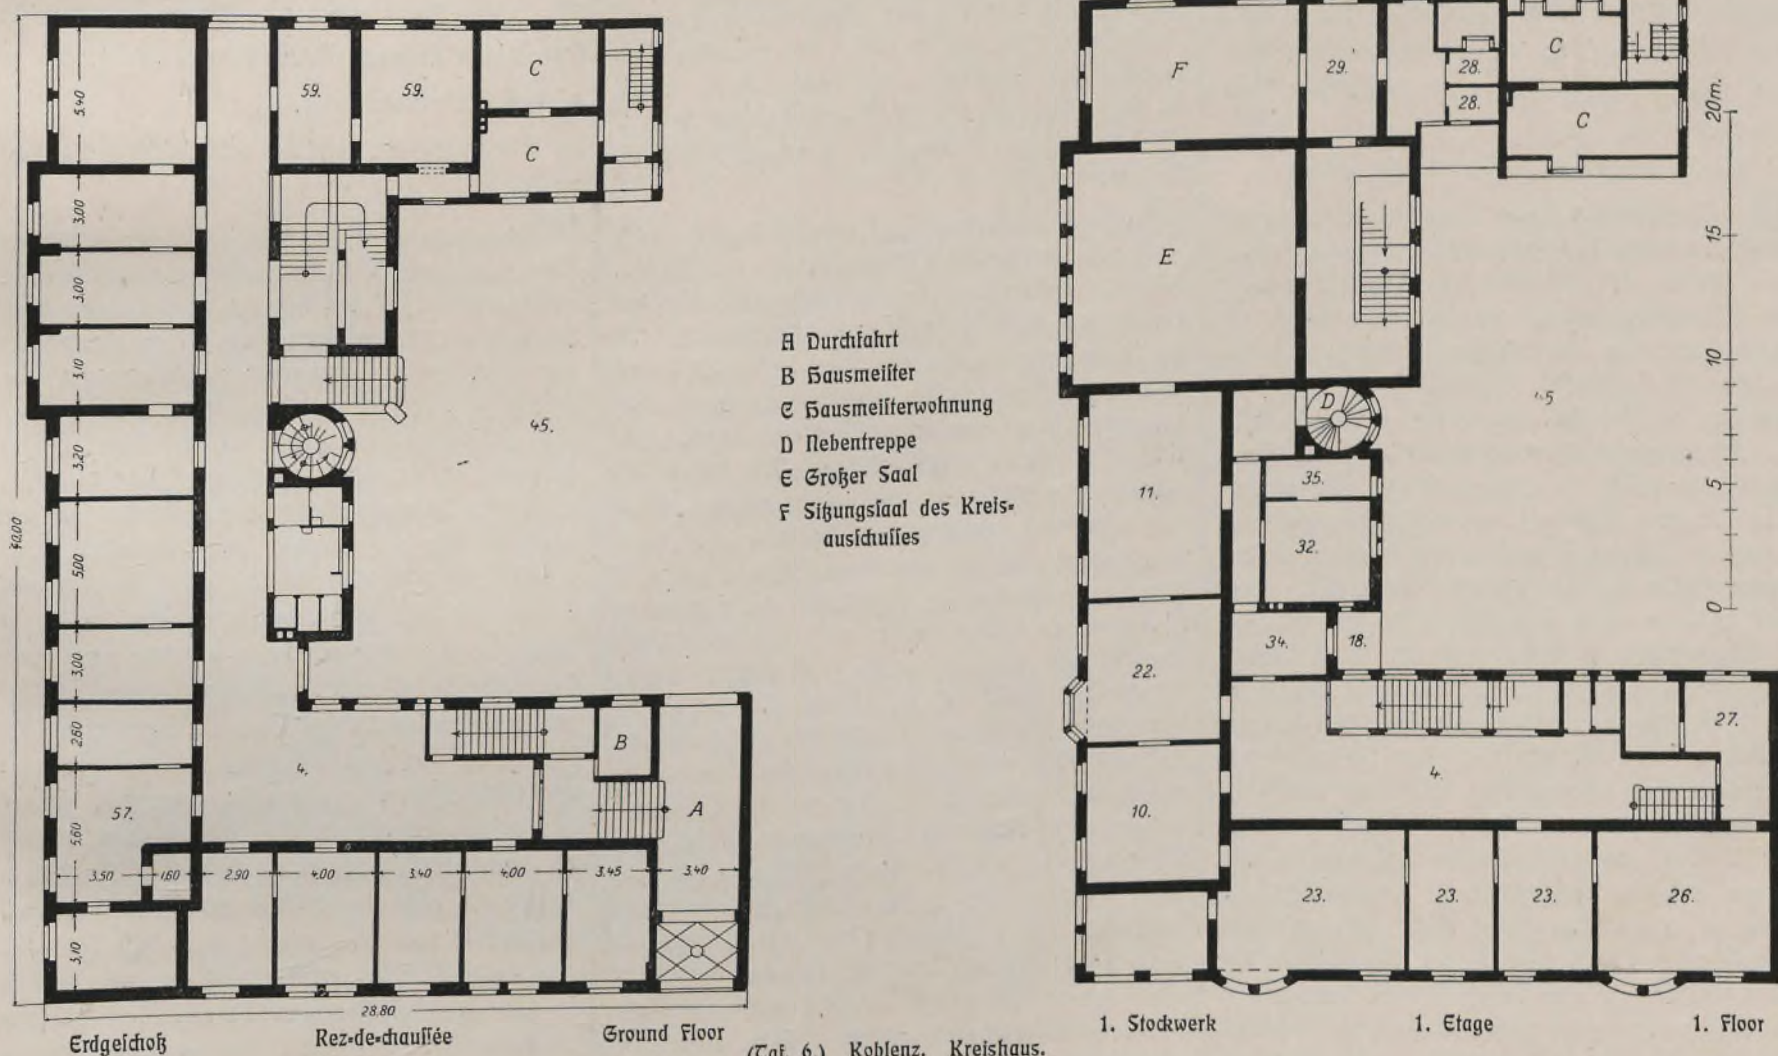 59.
59.
C
C
5.40
3.00
3.00
3.10
3.20
5.00
3.00
2.60
5.60
3.10
40.00
45.
4.
57.
B
A
3.50
1.60
2.90
4.00
3.40
4.00
3.45
3.40
28.80
Erdgeſchoß
Rez-de-chauſſée
Ground Floor
A Durchfahrt
B Hausmeiſter
C Hausmeiſterwohnung
D Nebentreppe
E Großer Saal
F Sitzungsſaal des Kreis-
ausſchuſſes
F
29.
28.
28.
C
C
E
D
11.
35.
32.
34.
18.
22.
10.
4.
27.
23.
23.
23.
26.
20m.
15
10
5
0
1. Stockwerk
1. Etage
1. Floor
(Taf. 6.) Koblenz. Kreishaus.